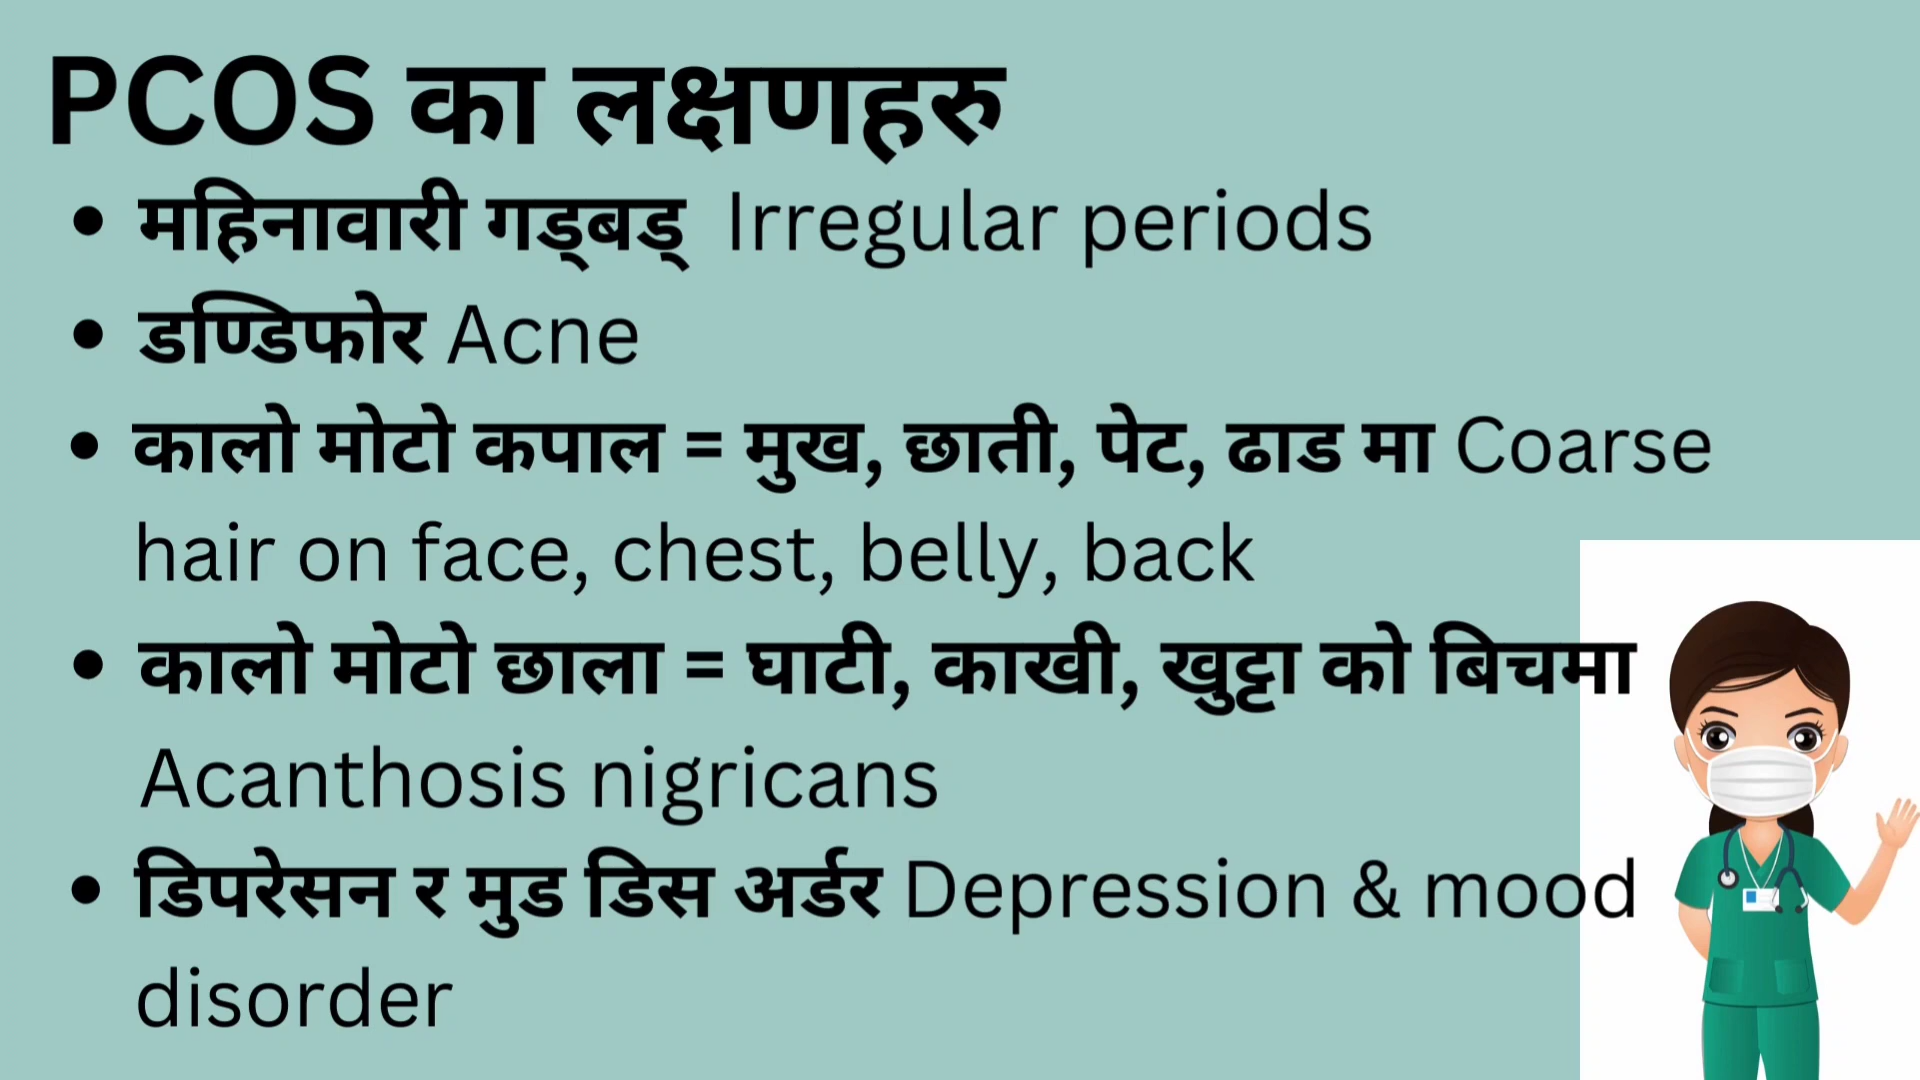 PCOS का लक्षणहरु
• महिनावारी गड्बड् Irregular periods
• डण्डिफोर Acne
• कालो मोटो कपाल = मुख, छाती, पेट, ढाड मा Coarse
hair on face, chest, belly, back
• कालो मोटो छाला = घाटी, काखी, खुट्टा को बिचमा
Acanthosis nigricans
• डिपरेसन र मुड डिस अर्डर Depression & mood
disorder